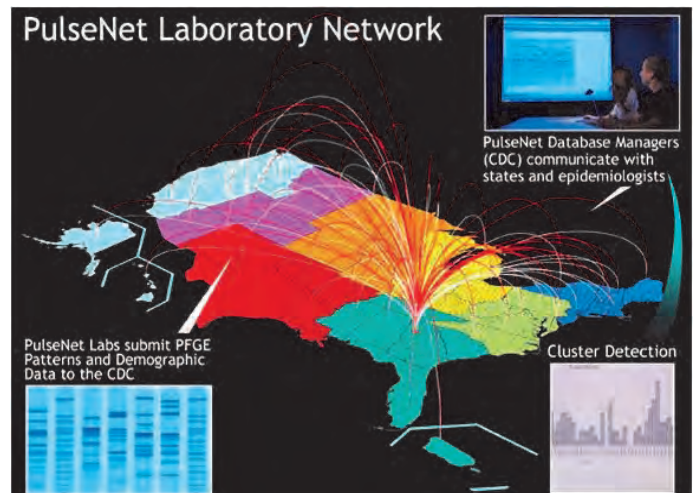 PulseNet Laboratory Network
PulseNet Database Managers
(CDC) communicate with
states and epidemiologists
PulseNet Labs submit PFGE
Patterns and Demographic
Data to the CDC
Cluster Detection